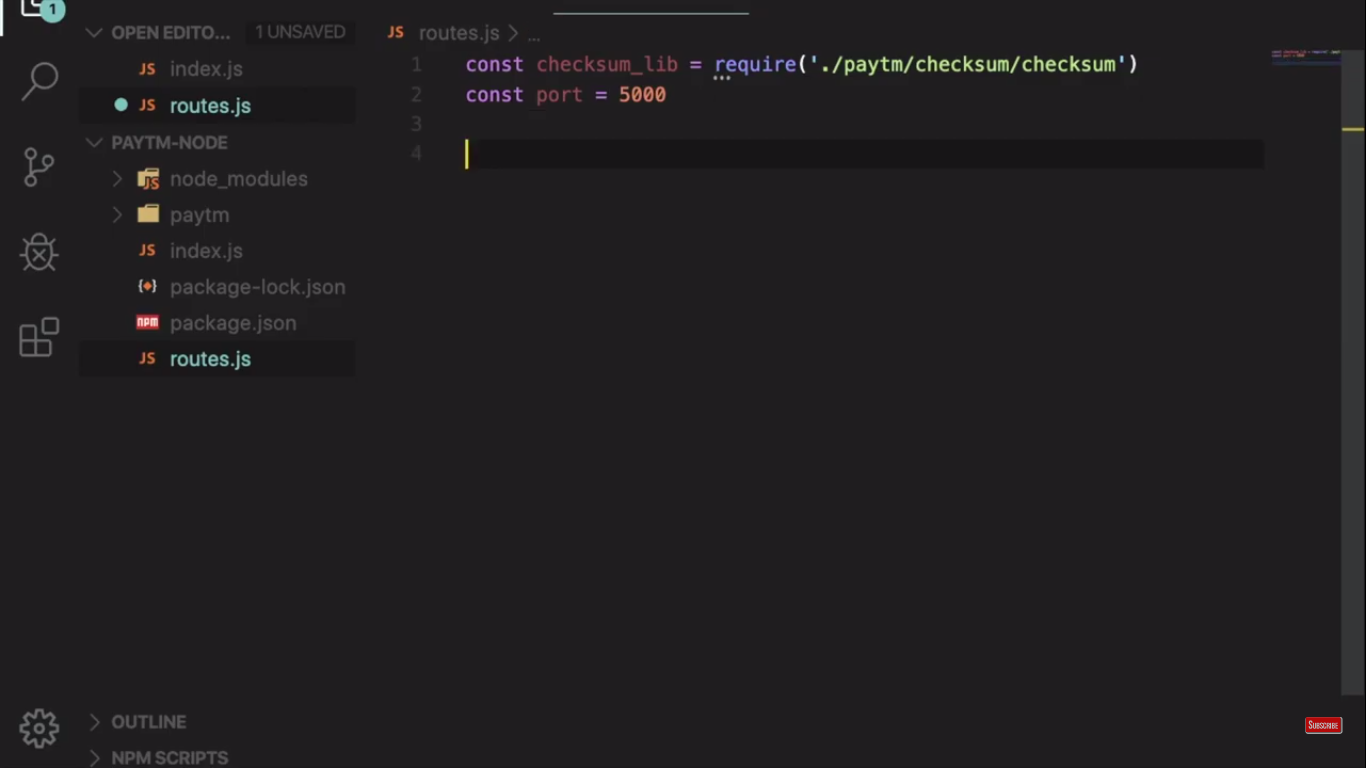 1
OPEN EDITO... 1 UNSAVED
JS index.js
JS routes.js
PAYTM-NODE
JS node_modules
paytm
JS index.js
package-lock.json
npm package.json
JS routes.js
OUTLINE
NPM SCRIPTS
JS routes.js > ...
1 const checksum_lib = require('./paytm/checksum/checksum')
2 const port = 5000
3
4
SUBSCRIBE